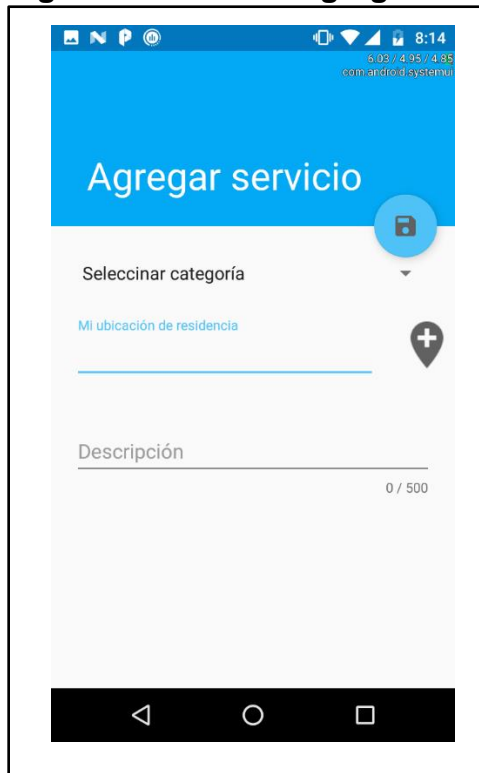 8:14
6.03 / 4.95 / 4.85
com.android.systemui
Agregar servicio
Seleccinar categoría
Mi ubicación de residencia
Descripción
0 / 500